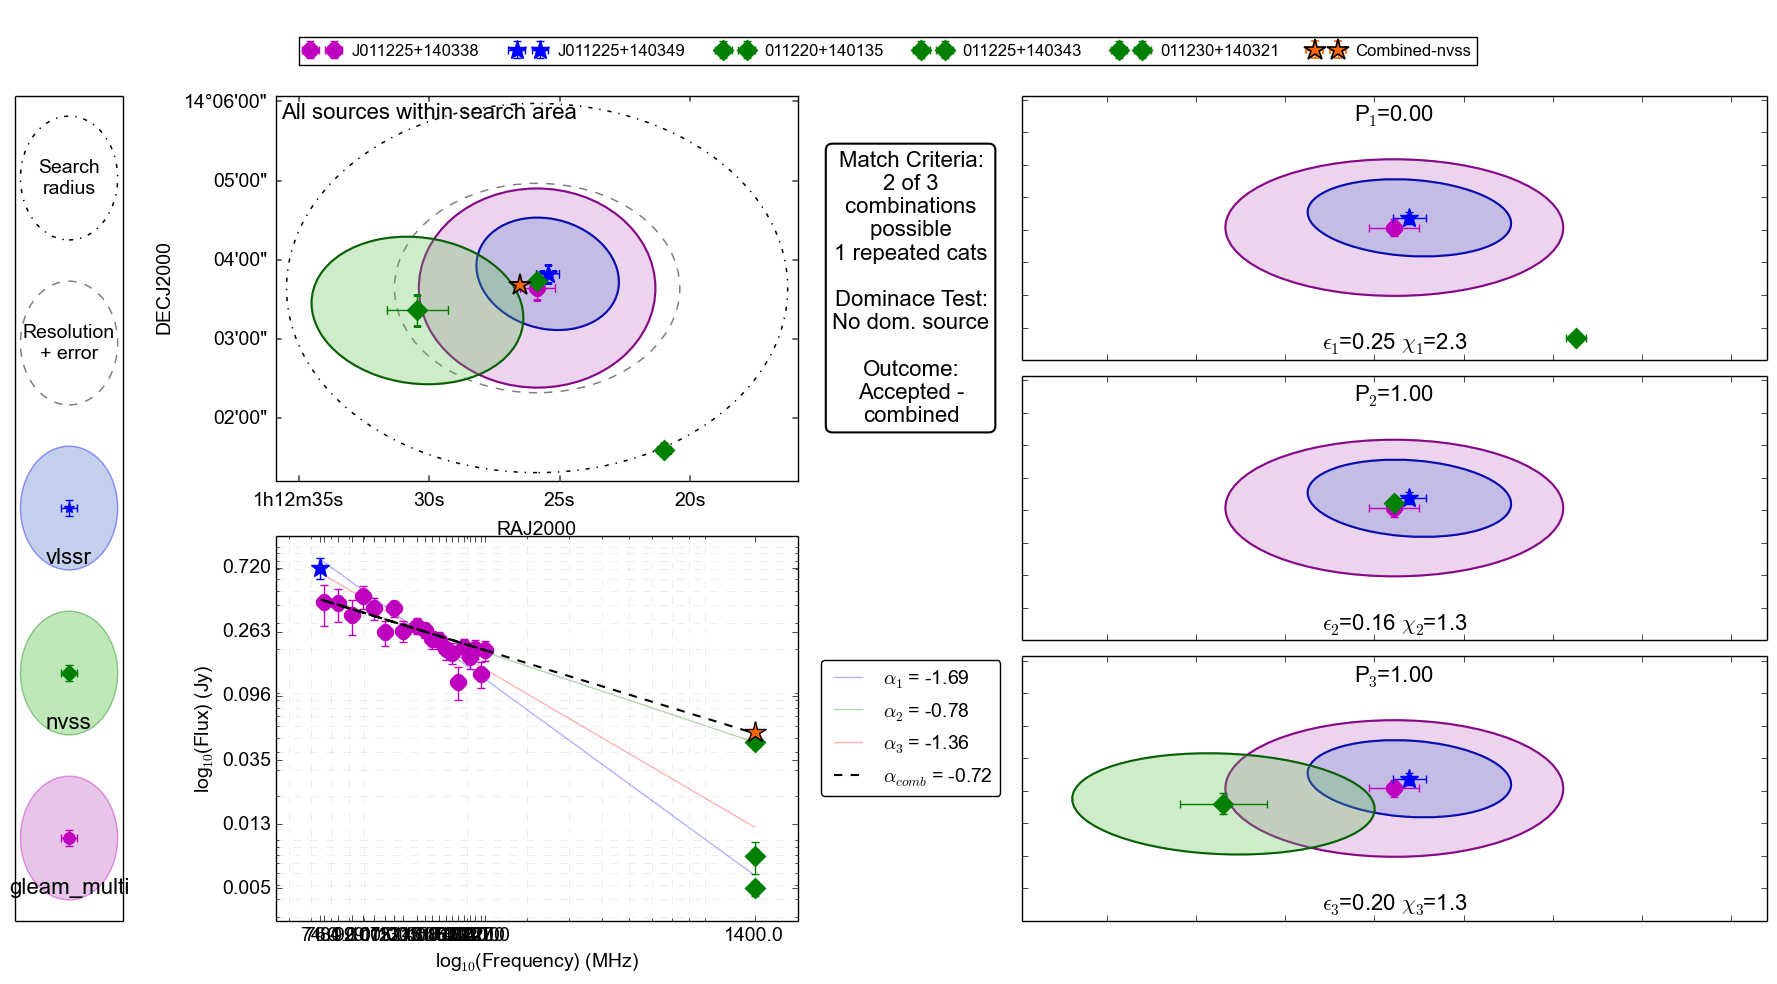 J011225+140338 J011225+140349 011220+140135 011225+140343 011230+140321 Combined-nvss
Search
radius
Resolution
+ error
vlssr
nvss
gleam_multi
All sources within search area
DECJ2000
14°06'00"
05'00"
04'00"
03'00"
02'00"
1h12m35s 30s 25s 20s
RAJ2000
Match Criteria:
2 of 3
combinations
possible
1 repeated cats
Dominace Test:
No dom. source
Outcome:
Accepted -
combined
P1=0.00
ϵ1=0.25 χ1=2.3
P2=1.00
ϵ2=0.16 χ2=1.3
P3=1.00
ϵ3=0.20 χ3=1.3
log10(Flux) (Jy)
0.720
0.263
0.096
0.035
0.013
0.005
1400.0
log10(Frequency) (MHz)
α1 = -1.69
α2 = -0.78
α3 = -1.36
αcomb = -0.72